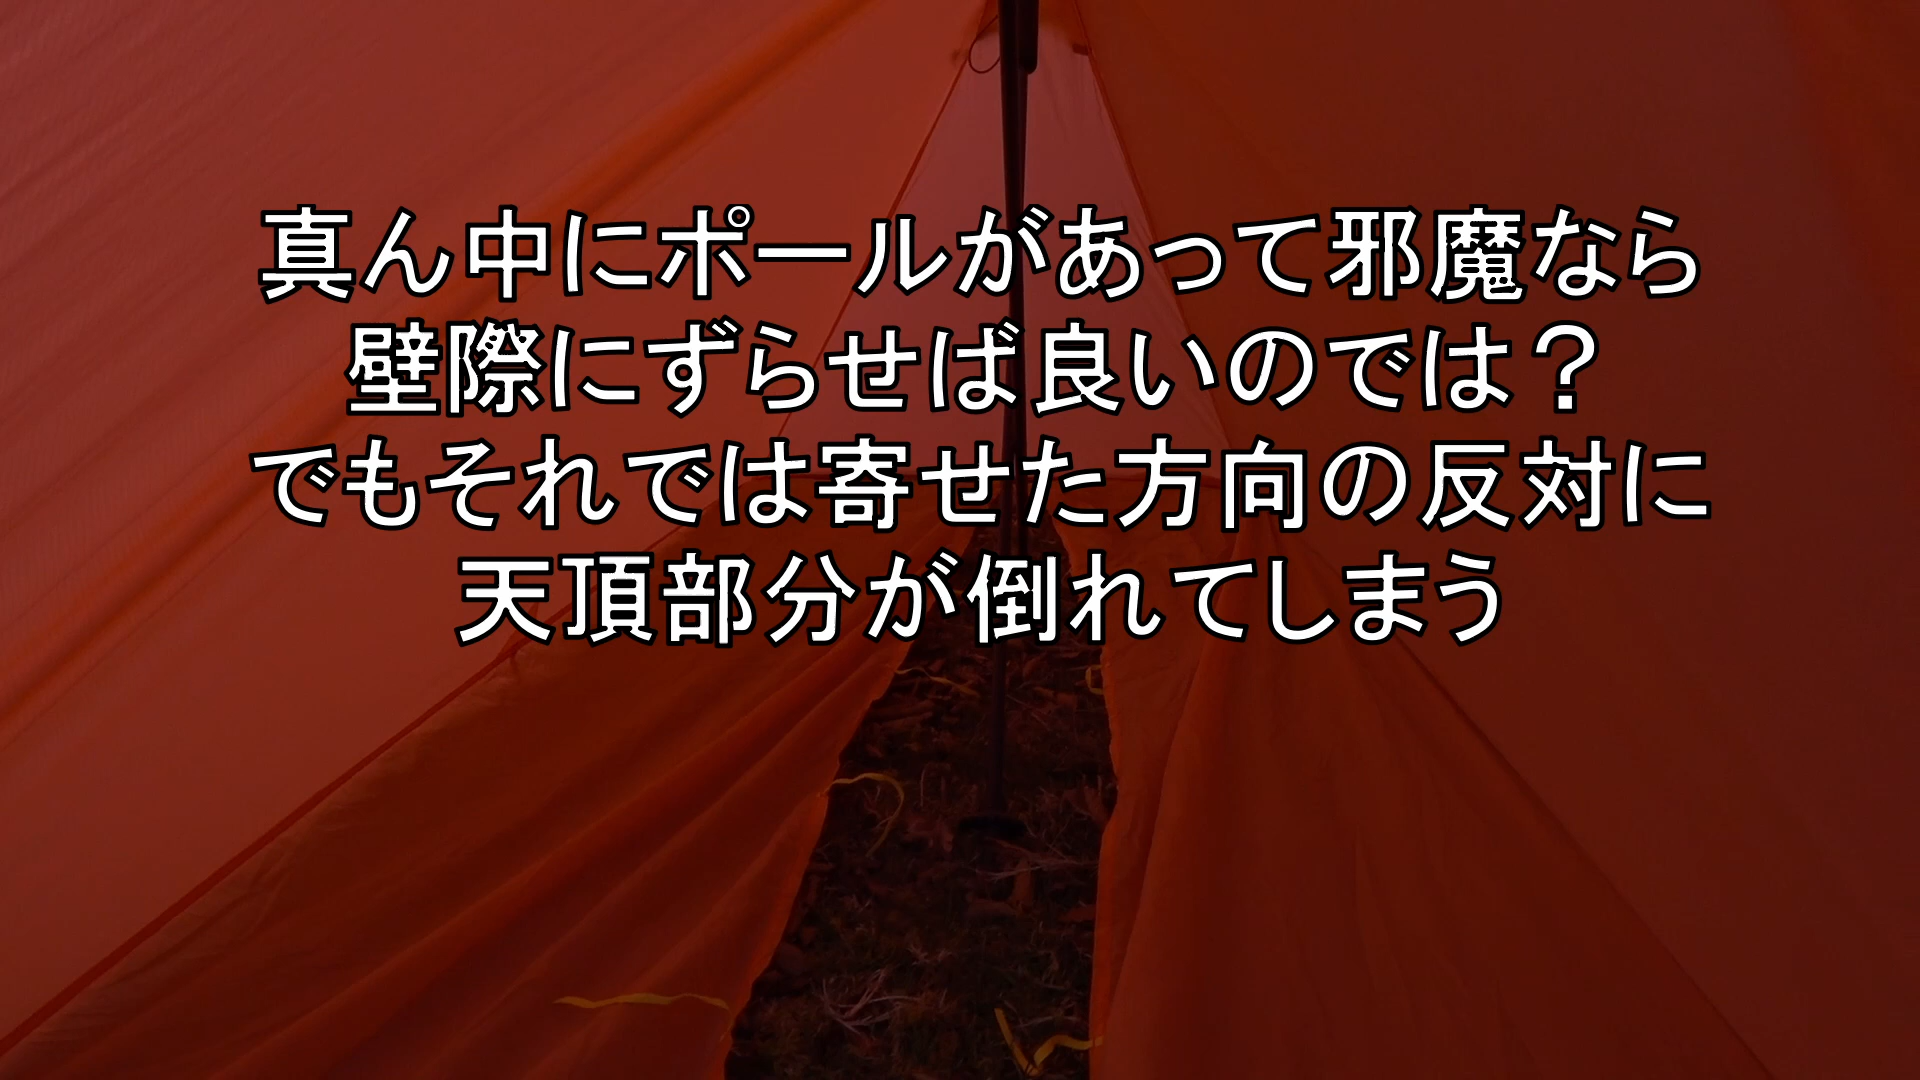 真ん中にポールがあって邪魔なら
壁際にずらせば良いのでは？
でもそれでは寄せた方向の反対に
天頂部分が倒れてしまう